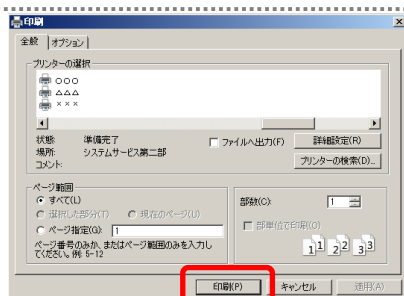 印刷
全般 オプション
プリンターの選択
○○○
△△△
×××
状態: 準備完了
場所: システムサービス第二部
コメント:
ファイルへ出力(F)
詳細設定(R)
プリンターの検索(D)...
ページ範囲
すべて(L)
選択した部分(T) 現在のページ(U)
ページ指定(G): 1
ページ番号のみか、またはページ範囲のみを入力し
てください。例: 5-12
部数(C): 1
部単位で印刷(O)
1 1 2 2 3 3
印刷(P) キャンセル 適用(A)